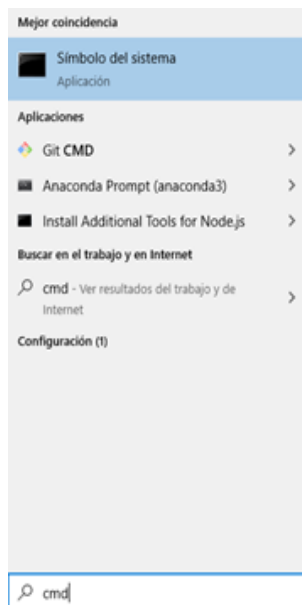 Mejor coincidencia
Símbolo del sistema
Aplicación
Aplicaciones
Git CMD
Anaconda Prompt (anaconda3)
Install Additional Tools for Node.js
Buscar en el trabajo y en Internet
cmd - Ver resultados del trabajo y de
Internet
Configuración (1)
cmd